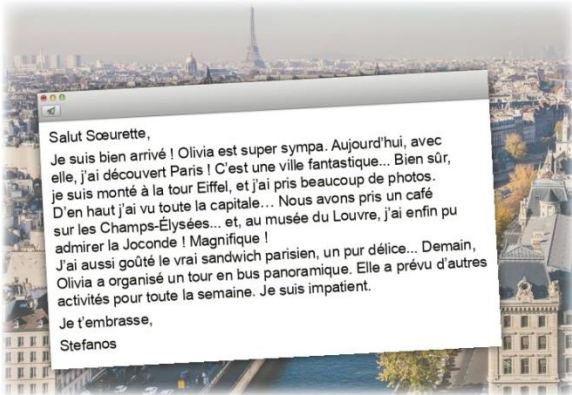 Salut Sœurette,
Je suis bien arrivé ! Olivia est super sympa. Aujourd'hui, avec
elle, j'ai découvert Paris ! C'est une ville fantastique... Bien sûr,
je suis monté à la tour Eiffel, et j'ai pris beaucoup de photos.
D'en haut j'ai vu toute la capitale… Nous avons pris un café
sur les Champs-Élysées... et, au musée du Louvre, j'ai enfin pu
admirer la Joconde ! Magnifique !
J'ai aussi goûté le vrai sandwich parisien, un pur délice... Demain,
Olivia a organisé un tour en bus panoramique. Elle a prévu d'autres
activités pour toute la semaine. Je suis impatient.
Je t'embrasse,
Stefanos